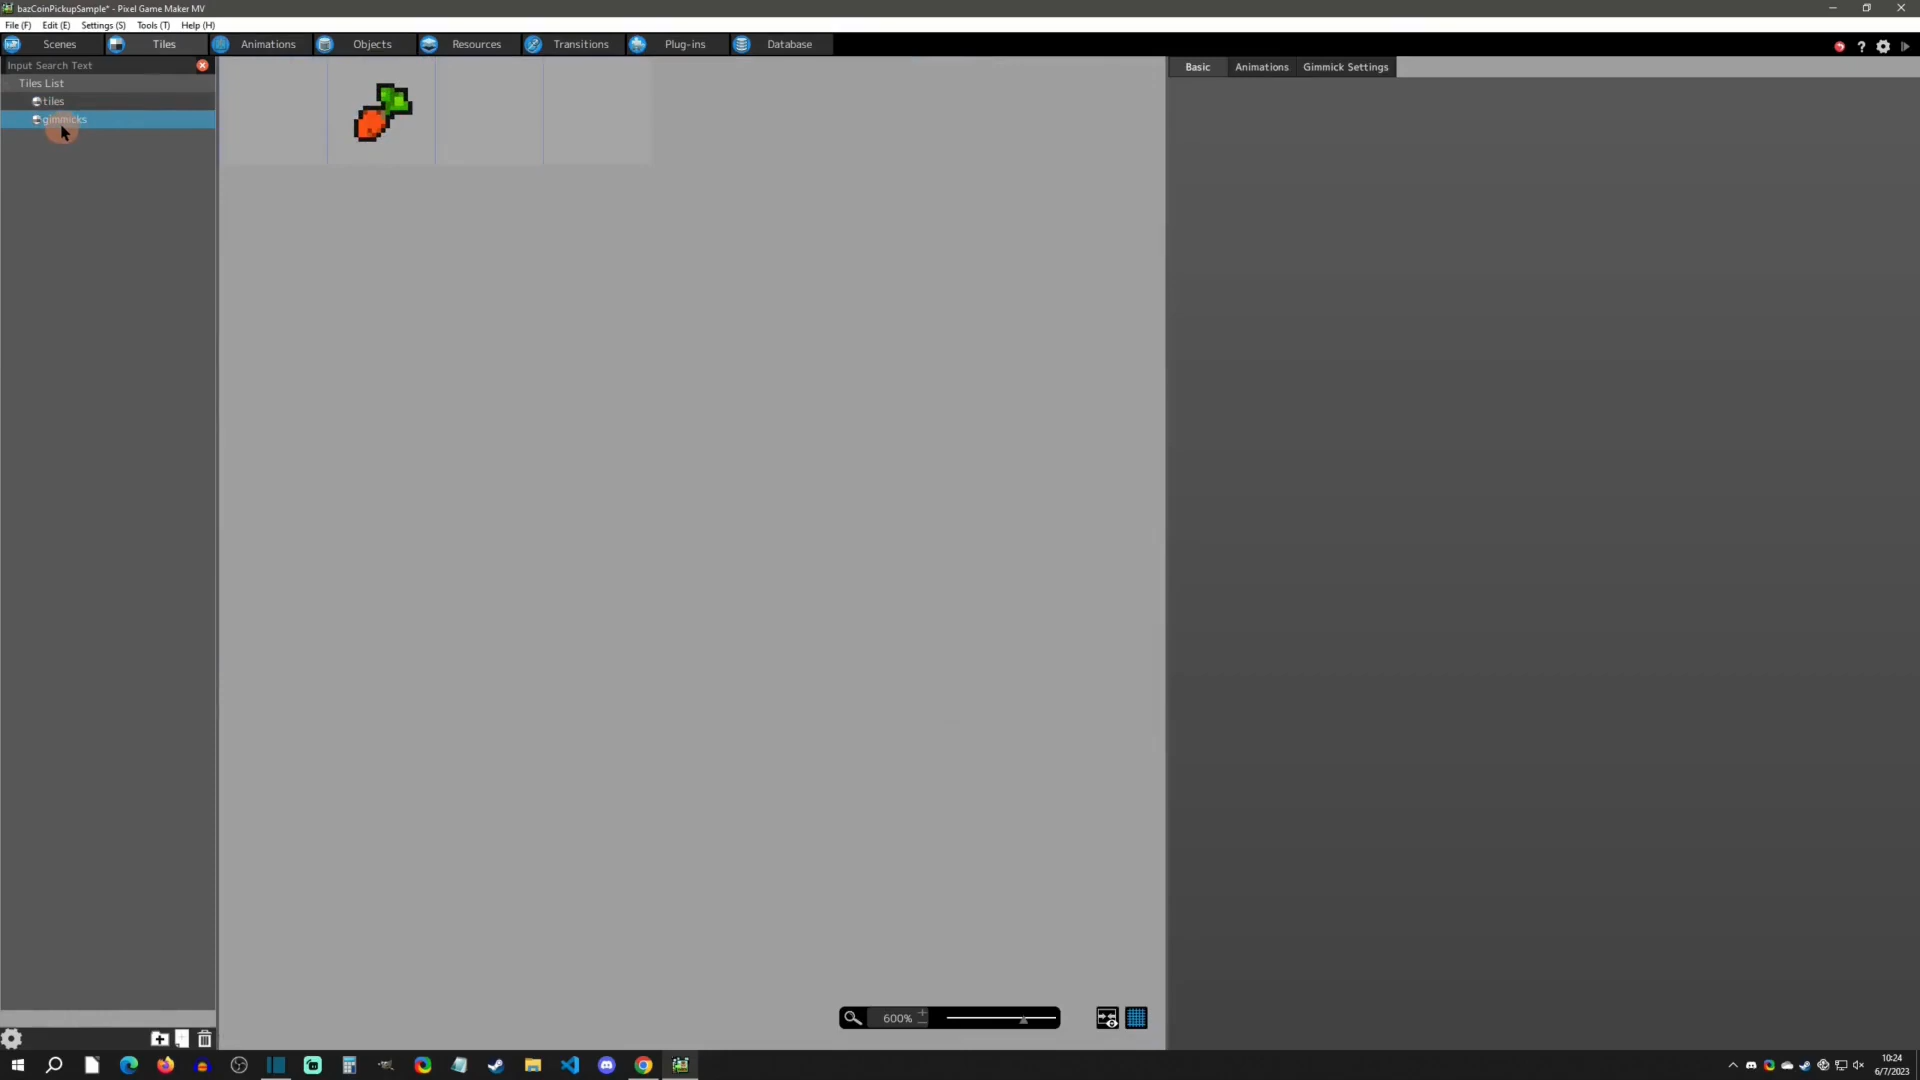 bazCoinPickupSample* - Pixel Game Maker MV
File (F) Edit (E) Settings (S) Tools (T) Help (H)
Scenes Tiles Animations Objects Resources Transitions Plug-ins Database
Input Search Text
Basic Animations Gimmick Settings
Tiles List
tiles
gimmicks
600%
10:24
6/7/2023